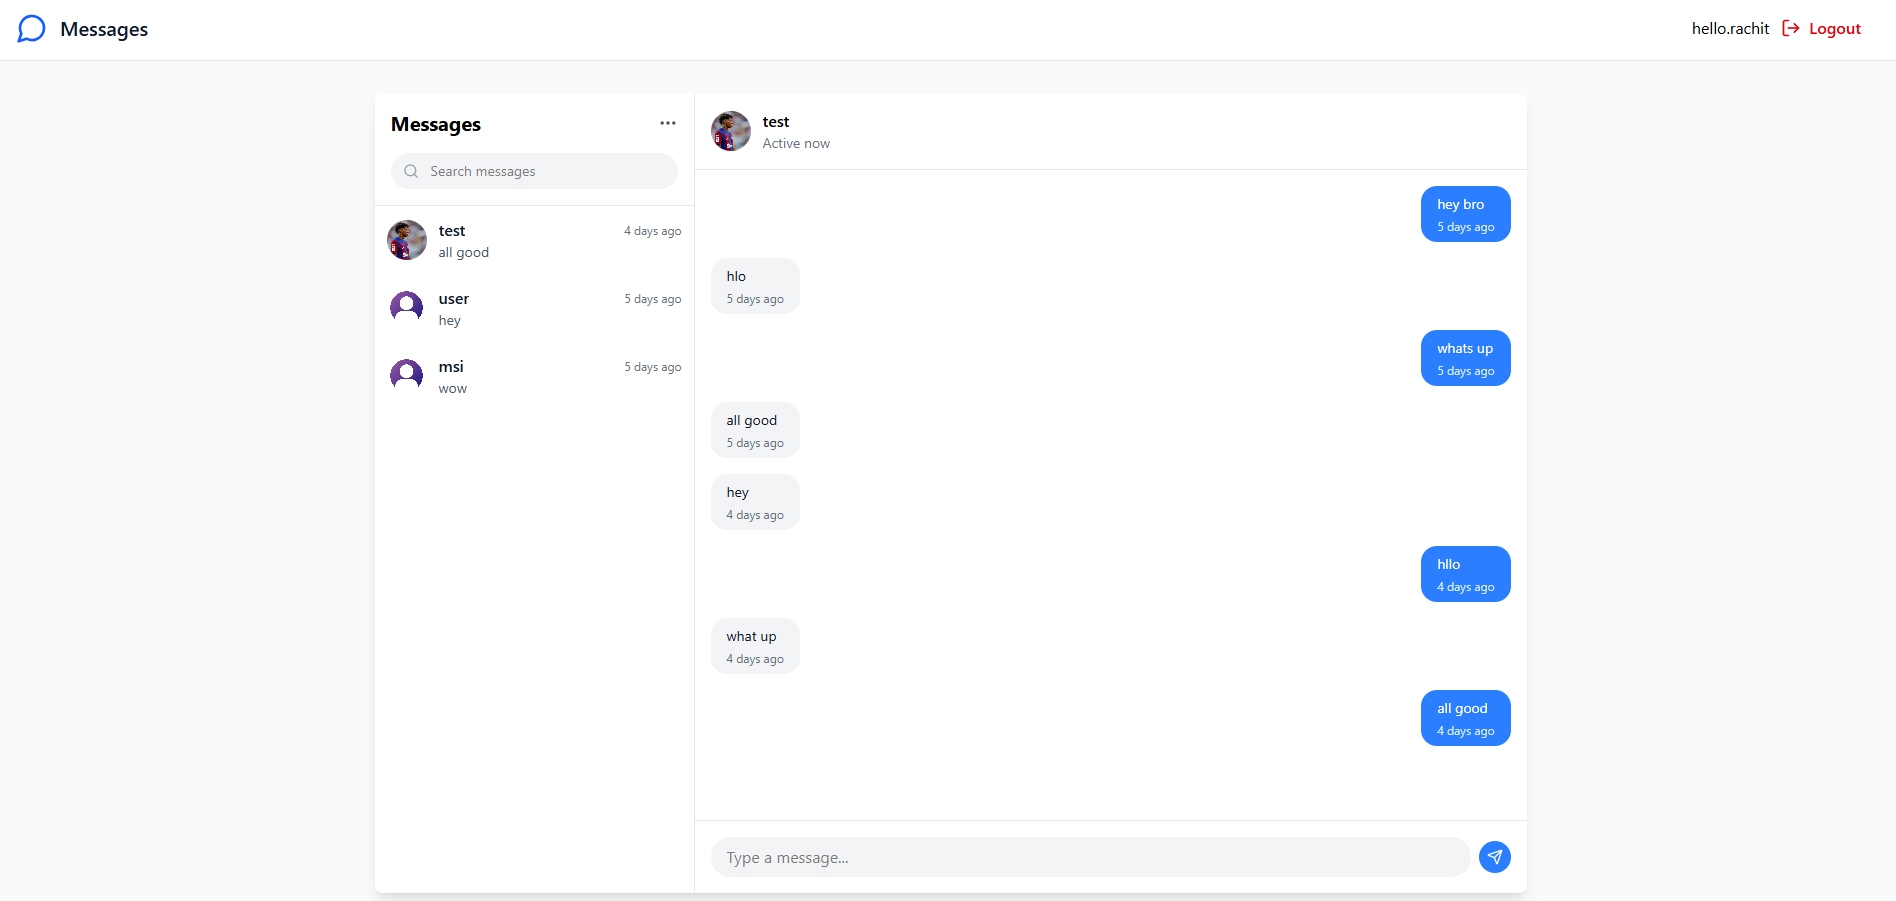 Messages
hello.rachit
Logout
Messages
Search messages
test
4 days ago
all good
user
5 days ago
hey
msi
5 days ago
wow
test
Active now
hey bro
5 days ago
hlo
5 days ago
whats up
5 days ago
all good
5 days ago
hey
4 days ago
hllo
4 days ago
what up
4 days ago
all good
4 days ago
Type a message...